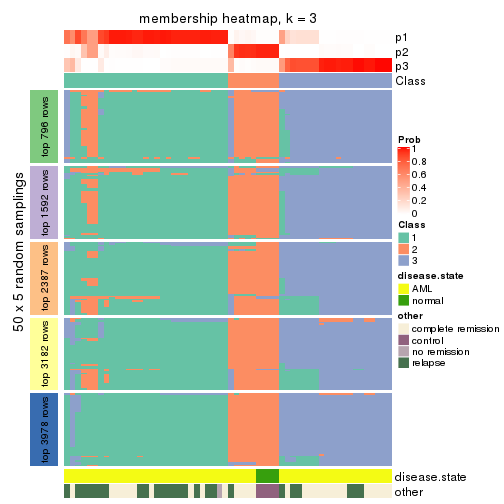 membership heatmap, k = 3
p1
p2
p3
Class
50 x 5 random samplings
top 796 rows
top 1592 rows
top 2387 rows
top 3182 rows
top 3978 rows
disease.state
other
Prob
1
0.8
0.6
0.4
0.2
0
Class
1
2
3
disease.state
AML
normal
other
complete remission
control
no remission
relapse